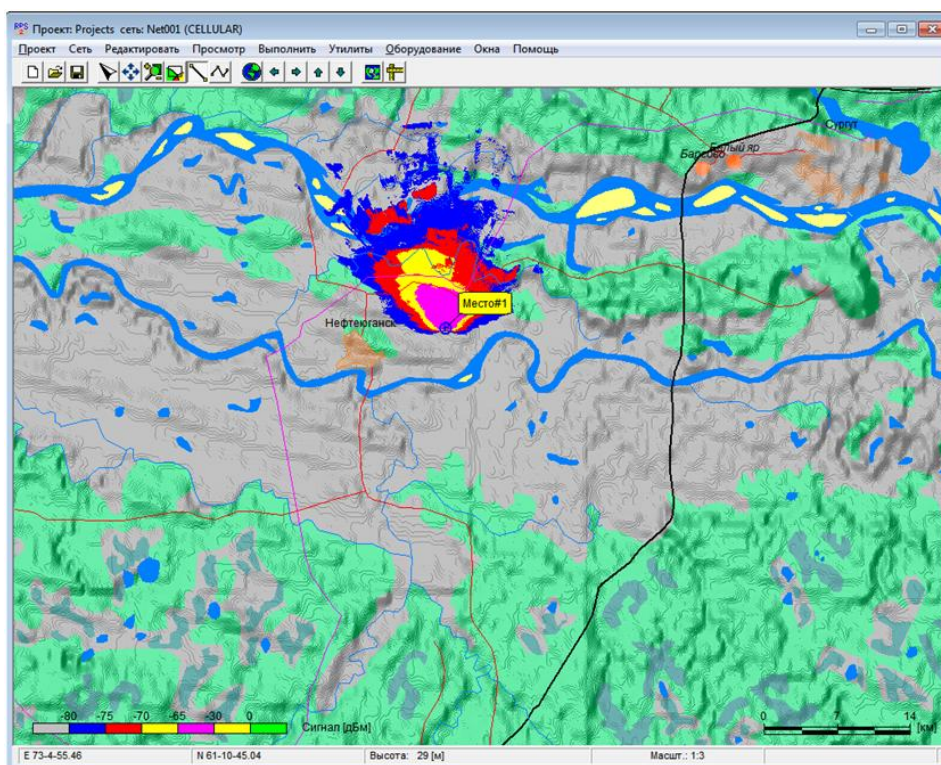 Проект: Projects сеть: Net001 (CELLULAR)
Проект Сеть Редактировать Просмотр Выполнить Утилиты Оборудование Окна Помощь
Сургут
Белый яр
Барсово
Место#1
Нефтеюганск
-80 -75 -70 -65 -30 0 Сигнал [дБм]
0 7 14 [км]
E 73-4-55.46 N 61-10-45.04 Высота: 29 [м] Масшт.: 1:3